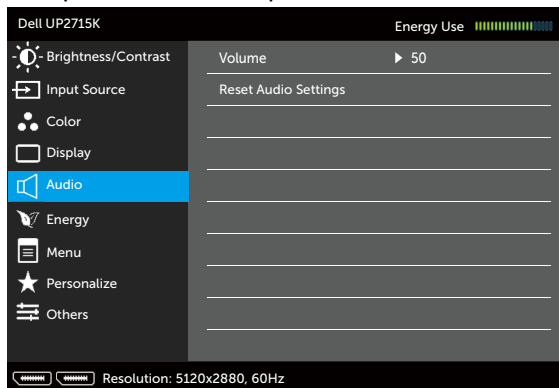 Dell UP2715K
Energy Use
Brightness/Contrast
Volume 50
Input Source
Reset Audio Settings
Color
Display
Audio
Energy
Menu
Personalize
Others
Resolution: 5120x2880, 60Hz